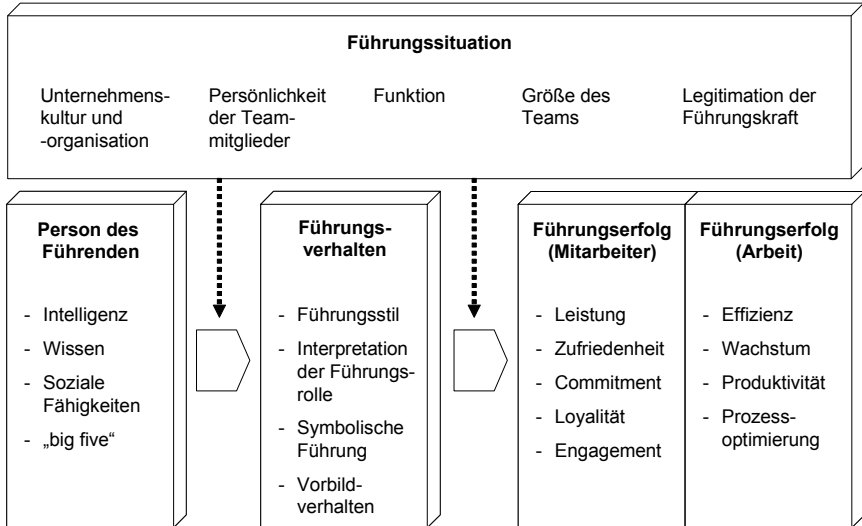 Führungssituation
Unternehmens-
kultur und
-organisation
Persönlichkeit
der Team-
mitglieder
Funktion
Größe des
Teams
Legitimation der
Führungskraft
Person des
Führenden
- Intelligenz
- Wissen
- Soziale
Fähigkeiten
- „big five“
Führungs-
verhalten
- Führungsstil
- Interpretation
der Führungs-
rolle
- Symbolische
Führung
- Vorbild-
verhalten
Führungserfolg
(Mitarbeiter)
- Leistung
- Zufriedenheit
- Commitment
- Loyalität
- Engagement
Führungserfolg
(Arbeit)
- Effizienz
- Wachstum
- Produktivität
- Prozess-
optimierung